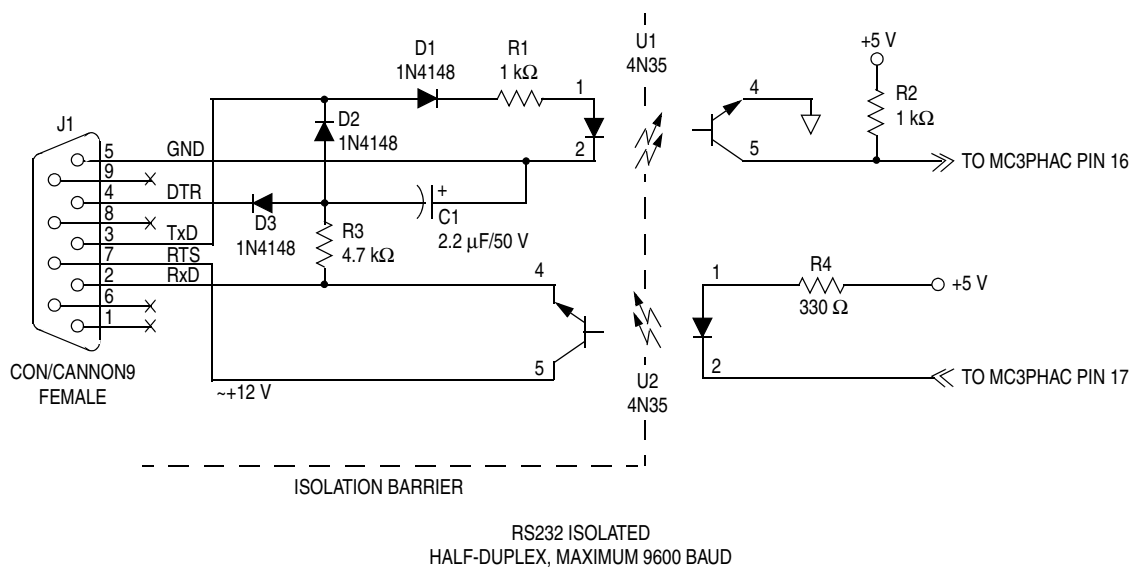 U1
4N35
D1
1N4148
R1
1 kΩ
1
2
4
5
+5 V
R2
1 kΩ
TO MC3PHAC PIN 16
D2
1N4148
J1
5
GND
9
4
DTR
8
3
TxD
7
RTS
2
RxD
6
1
D3
1N4148
R3
4.7 kΩ
+
C1
2.2 μF/50 V
4
5
1
2
R4
330 Ω
+5 V
TO MC3PHAC PIN 17
U2
4N35
CON/CANNON9
FEMALE
~+12 V
ISOLATION BARRIER
RS232 ISOLATED
HALF-DUPLEX, MAXIMUM 9600 BAUD